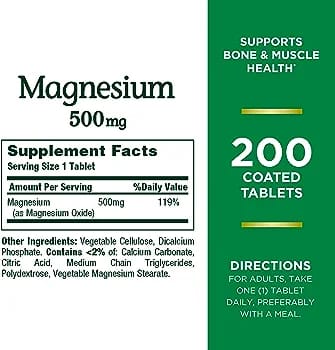 Magnesium
500mg
Supplement Facts
Serving Size 1 Tablet
Amount Per Serving %Daily Value
Magnesium 500mg 119%
(as Magnesium Oxide)
Other Ingredients: Vegetable Cellulose, Dicalcium
Phosphate. Contains <2% of: Calcium Carbonate,
Citric Acid, Medium Chain Triglycerides,
Polydextrose, Vegetable Magnesium Stearate.
SUPPORTS
BONE & MUSCLE
HEALTH*
200
COATED
TABLETS
DIRECTIONS
FOR ADULTS, TAKE
ONE (1) TABLET
DAILY, PREFERABLY
WITH A MEAL.